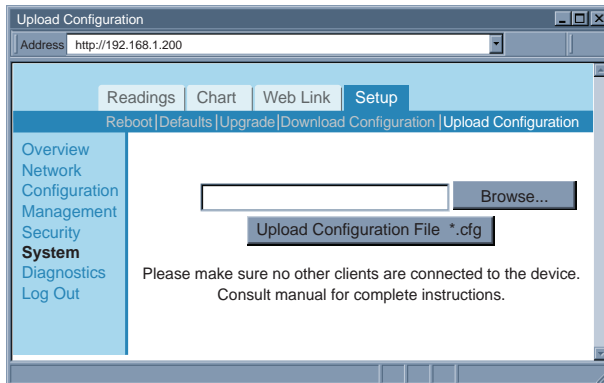 Upload Configuration
Address http://192.168.1.200
Readings Chart Web Link Setup
Reboot|Defaults|Upgrade|Download Configuration |Upload Configuration
Overview
Network
Configuration
Management
Security
System
Diagnostics
Log Out
Browse...
Upload Configuration File *.cfg
Please make sure no other clients are connected to the device.
Consult manual for complete instructions.